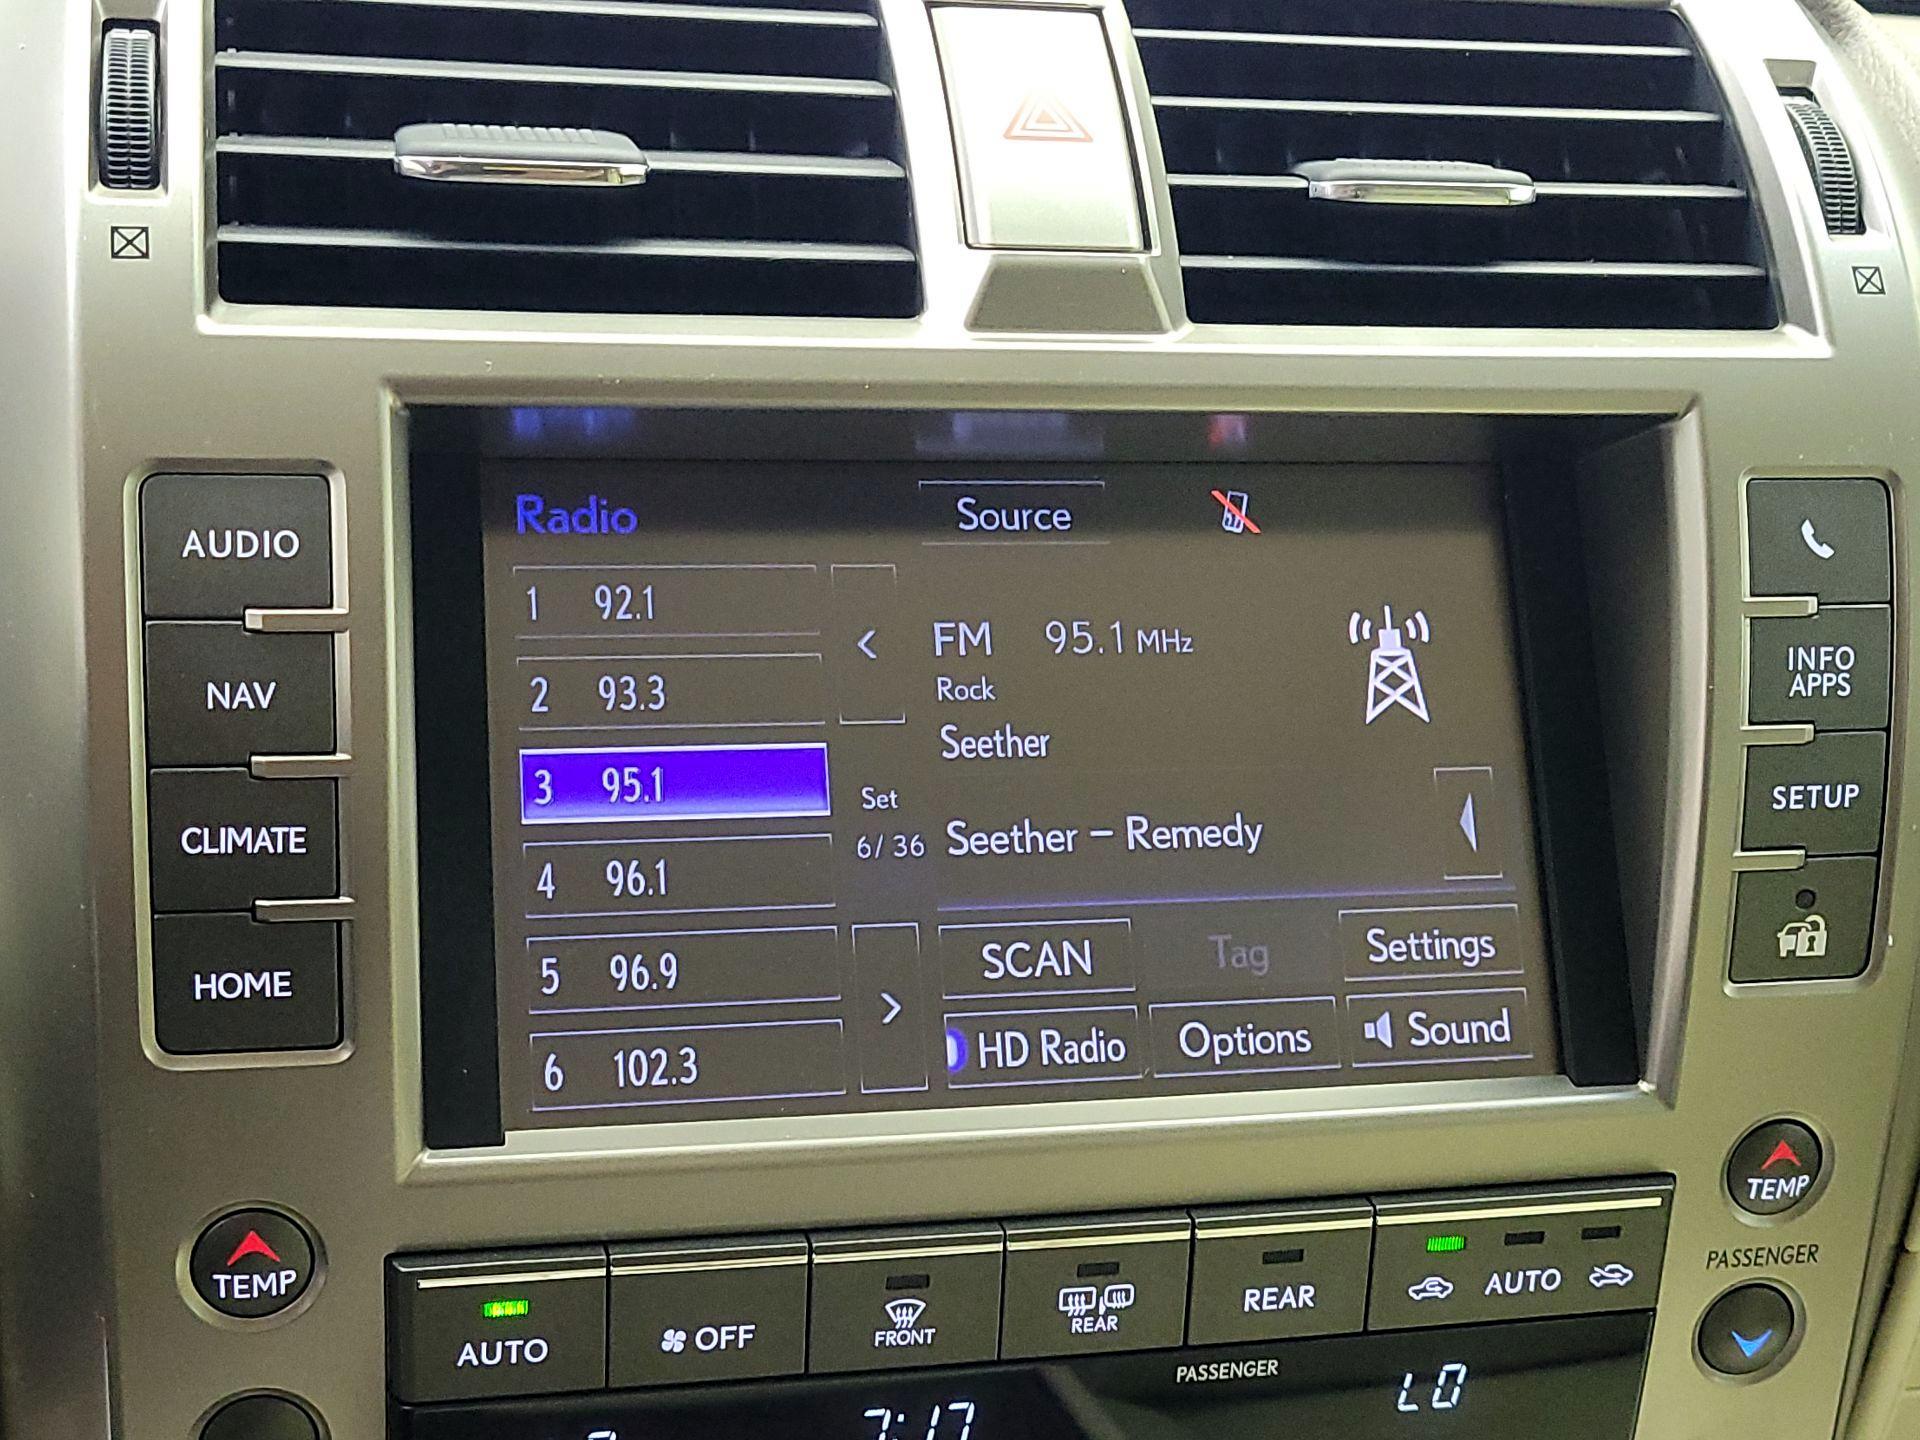 AUDIO
NAV
CLIMATE
HOME
Radio
Source
1 92.1
2 93.3
3 95.1
4 96.1
5 96.9
6 102.3
<
Set
6/36
>
FM 95.1 MHz
Rock
Seether
Seether – Remedy
SCAN
Tag
Settings
HD Radio
Options
Sound
INFO
APPS
SETUP
TEMP
TEMP
PASSENGER
AUTO
OFF
FRONT
REAR
REAR
AUTO
PASSENGER
7:17
LO